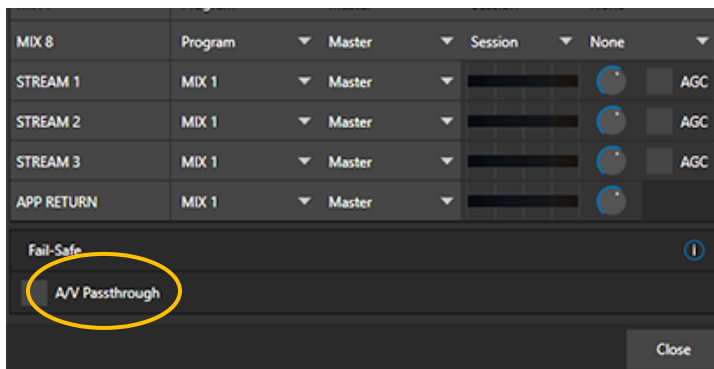 MIX 8 Program Master Session None
STREAM 1 MIX 1 Master AGC
STREAM 2 MIX 1 Master AGC
STREAM 3 MIX 1 Master AGC
APP RETURN MIX 1 Master
Fail-Safe i
A/V Passthrough
Close